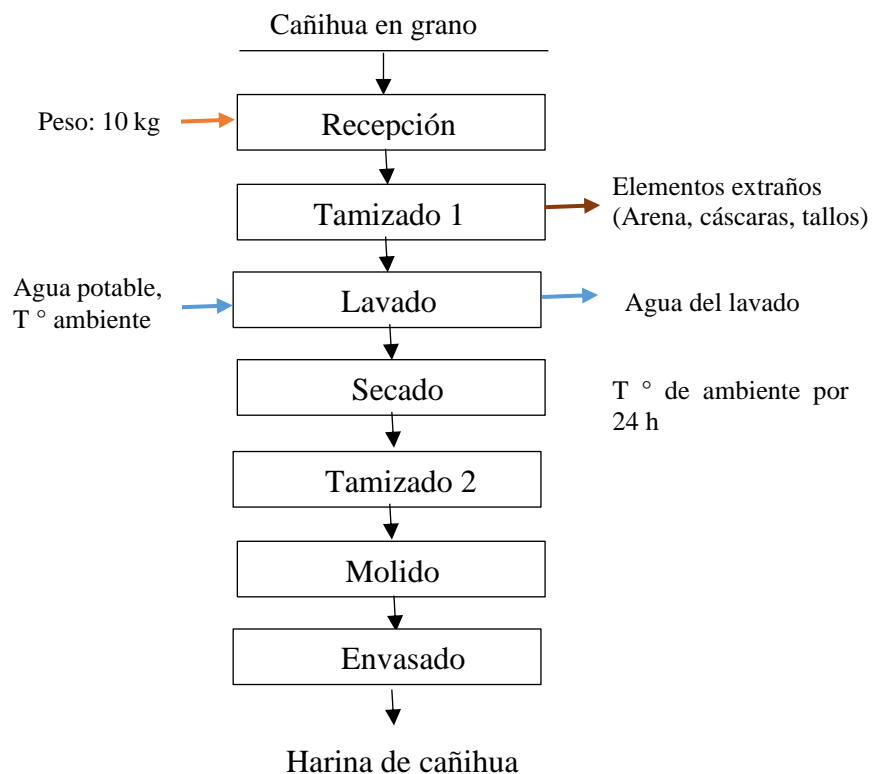 Cañihua en grano
Peso: 10 kg
Recepción
Tamizado 1
Elementos extraños
(Arena, cáscaras, tallos)
Agua potable,
T ° ambiente
Lavado
Agua del lavado
Secado
T ° de ambiente por
24 h
Tamizado 2
Molido
Envasado
Harina de cañihua